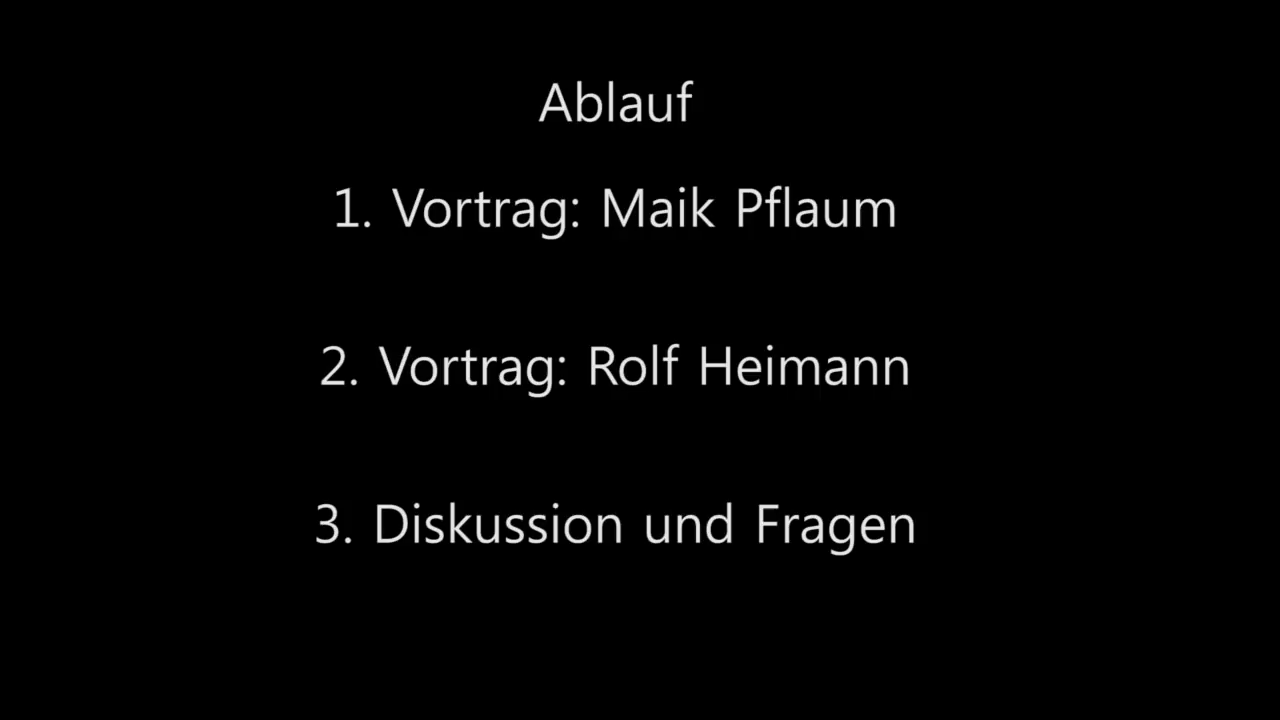 Ablauf
1. Vortrag: Maik Pflaum
2. Vortrag: Rolf Heimann
3. Diskussion und Fragen